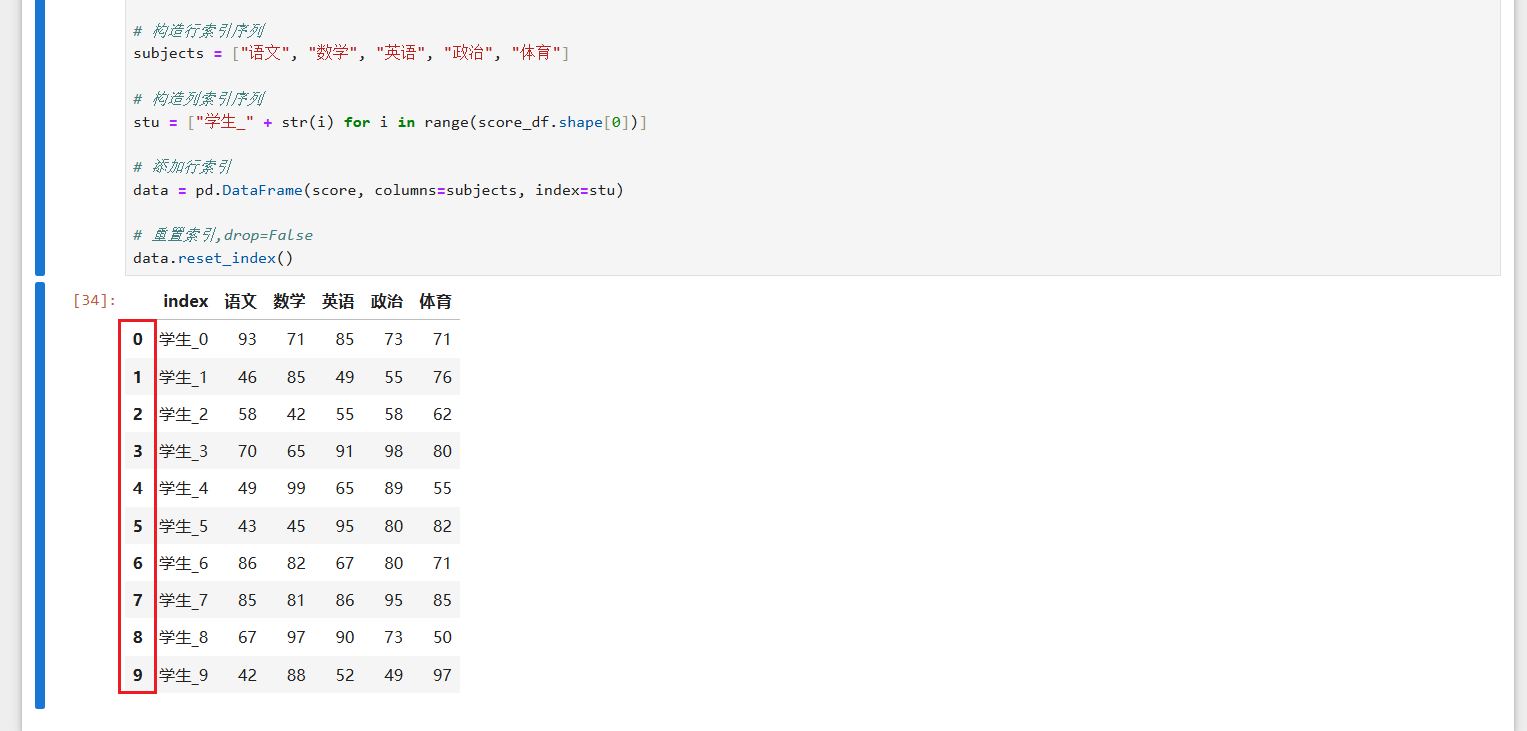 # 构造行索引序列
subjects = ["语文", "数学", "英语", "政治", "体育"]
# 构造列索引序列
stu = ["学生_" + str(i) for i in range(score_df.shape[0])]
# 添加行索引
data = pd.DataFrame(score, columns=subjects, index=stu)
# 重置索引,drop=False
data.reset_index()
[34]: index 语文 数学 英语 政治 体育
0 学生_0 93 71 85 73 71
1 学生_1 46 85 49 55 76
2 学生_2 58 42 55 58 62
3 学生_3 70 65 91 98 80
4 学生_4 49 99 65 89 55
5 学生_5 43 45 95 80 82
6 学生_6 86 82 67 80 71
7 学生_7 85 81 86 95 85
8 学生_8 67 97 90 73 50
9 学生_9 42 88 52 49 97